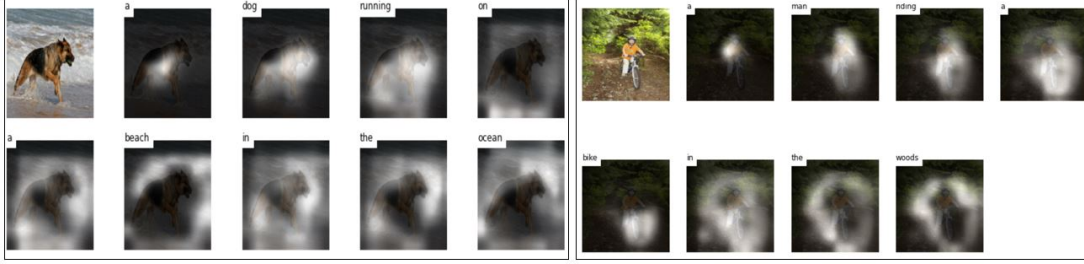 a dog running on
a beach in the ocean
a man riding a
bike in the woods